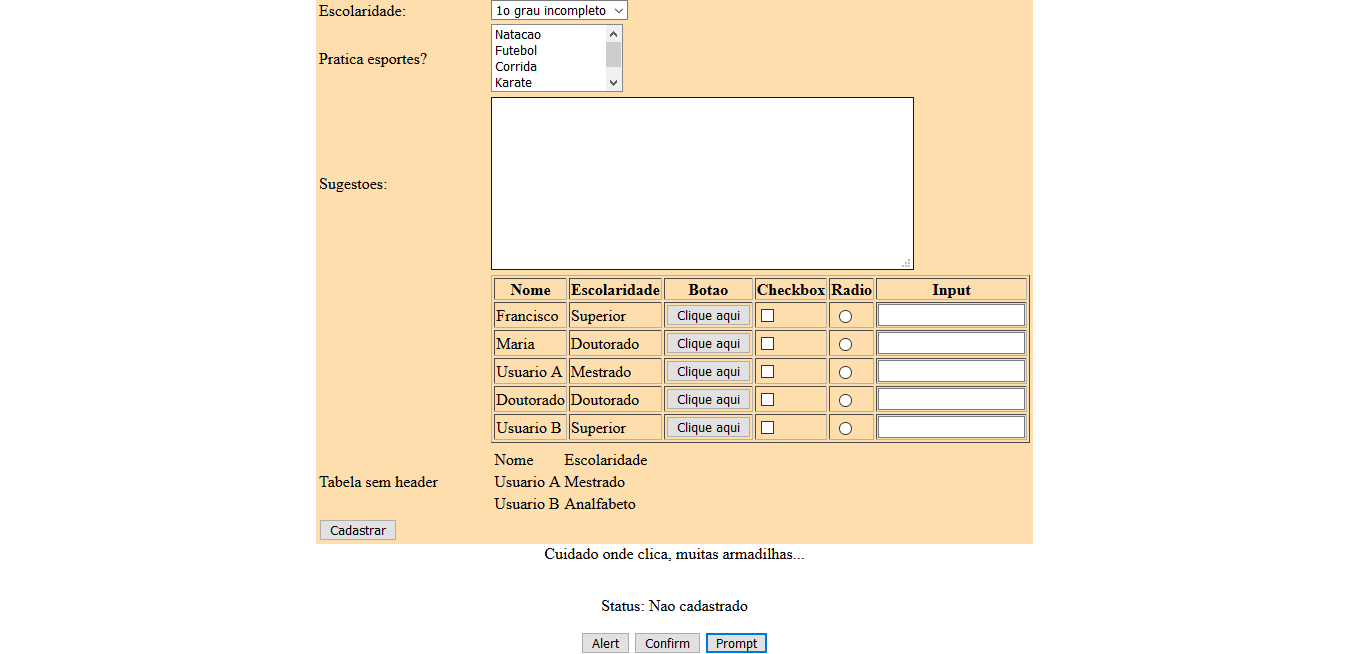 Escolaridade: 1o grau incompleto
Pratica esportes?
Natacao
Futebol
Corrida
Karate
Sugestoes:
Nome Escolaridade Botao Checkbox Radio Input
Francisco Superior Clique aqui
Maria Doutorado Clique aqui
Usuario A Mestrado Clique aqui
Doutorado Doutorado Clique aqui
Usuario B Superior Clique aqui
Tabela sem header
Nome Escolaridade
Usuario A Mestrado
Usuario B Analfabeto
Cadastrar
Cuidado onde clica, muitas armadilhas...
Status: Nao cadastrado
Alert Confirm Prompt